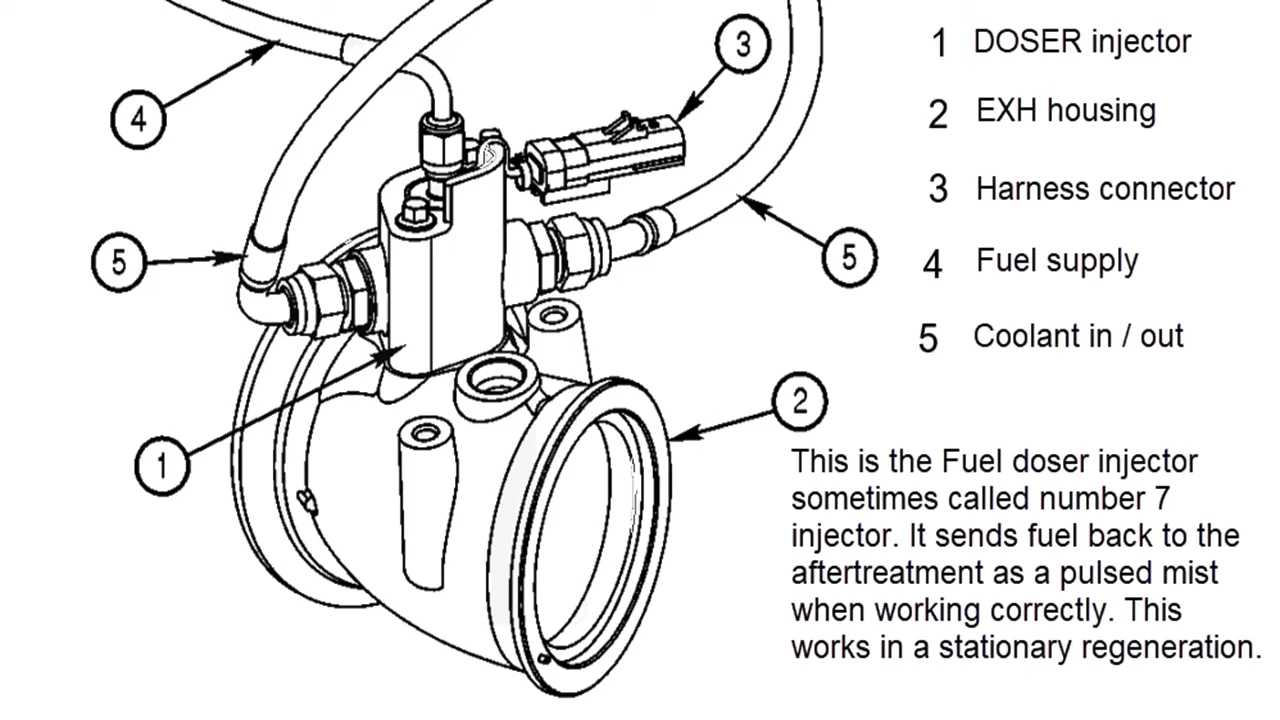 3
4
5
5
1
2
1 DOSER injector
2 EXH housing
3 Harness connector
4 Fuel supply
5 Coolant in / out
This is the Fuel doser injector
sometimes called number 7
injector. It sends fuel back to the
aftertreatment as a pulsed mist
when working correctly. This
works in a stationary regeneration.